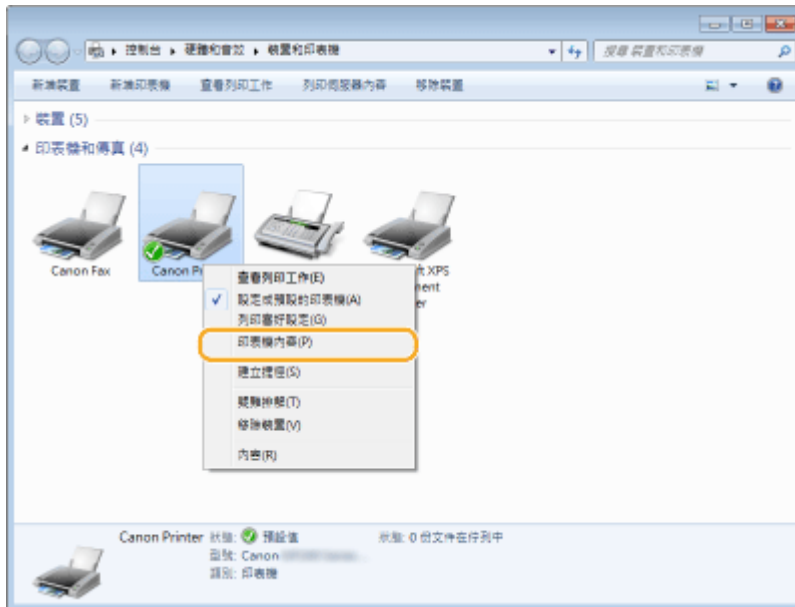 控制台 ▸ 硬體和音效 ▸ 裝置和印表機
搜尋 裝置和印表機
新增裝置 新增印表機 查看列印工作 列印伺服器內容 移除裝置
裝置 (5)
印表機和傳真 (4)
Canon Fax
Canon Pr
XPS
ment
er
查看列印工作(E)
設定成預設的印表機(A)
列印喜好設定(G)
印表機內容(P)
建立捷徑(S)
疑難排解(T)
移除裝置(V)
內容(R)
Canon Printer 狀態: 預設值 狀態: 0 份文件在佇列中
型號: Canon
類別: 印表機